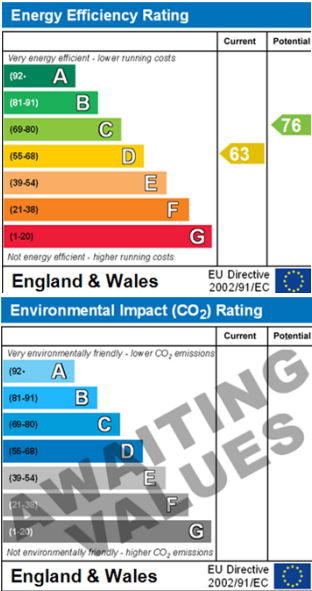 Energy Efficiency Rating
Current Potential
Very energy efficient - lower running costs
(92- A
(81-91) B
(69-80) C
76
(55-68) D
63
(39-54) E
(21-38) F
(1-20) G
Not energy efficient - higher running costs
England & Wales
EU Directive
2002/91/EC
Environmental Impact (CO₂) Rating
Current Potential
Very environmentally friendly - lower CO₂ emissions
(92- A
(81-91) B
(69-80) C
(55-68) D
(39-54) E
(21-38) F
(1-20) G
AWAITING
VALUES
Not environmentally friendly - higher CO₂ emissions
England & Wales
EU Directive
2002/91/EC